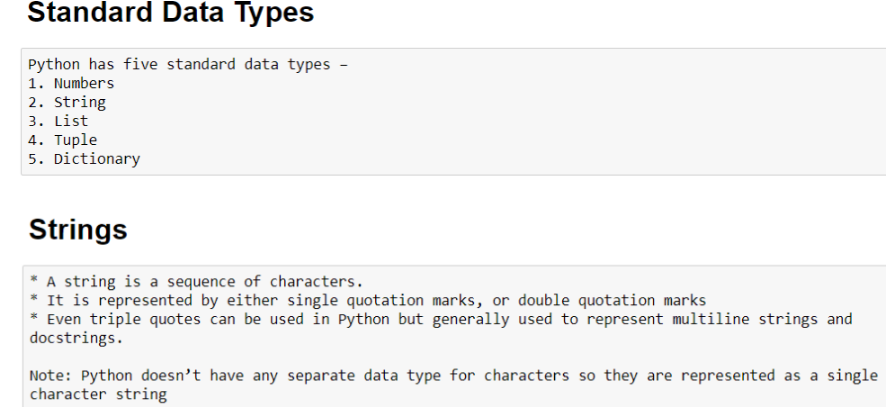 Standard Data Types
Python has five standard data types –
1. Numbers
2. String
3. List
4. Tuple
5. Dictionary
Strings
* A string is a sequence of characters.
* It is represented by either single quotation marks, or double quotation marks
* Even triple quotes can be used in Python but generally used to represent multiline strings and
docstrings.
Note: Python doesn’t have any separate data type for characters so they are represented as a single
character string